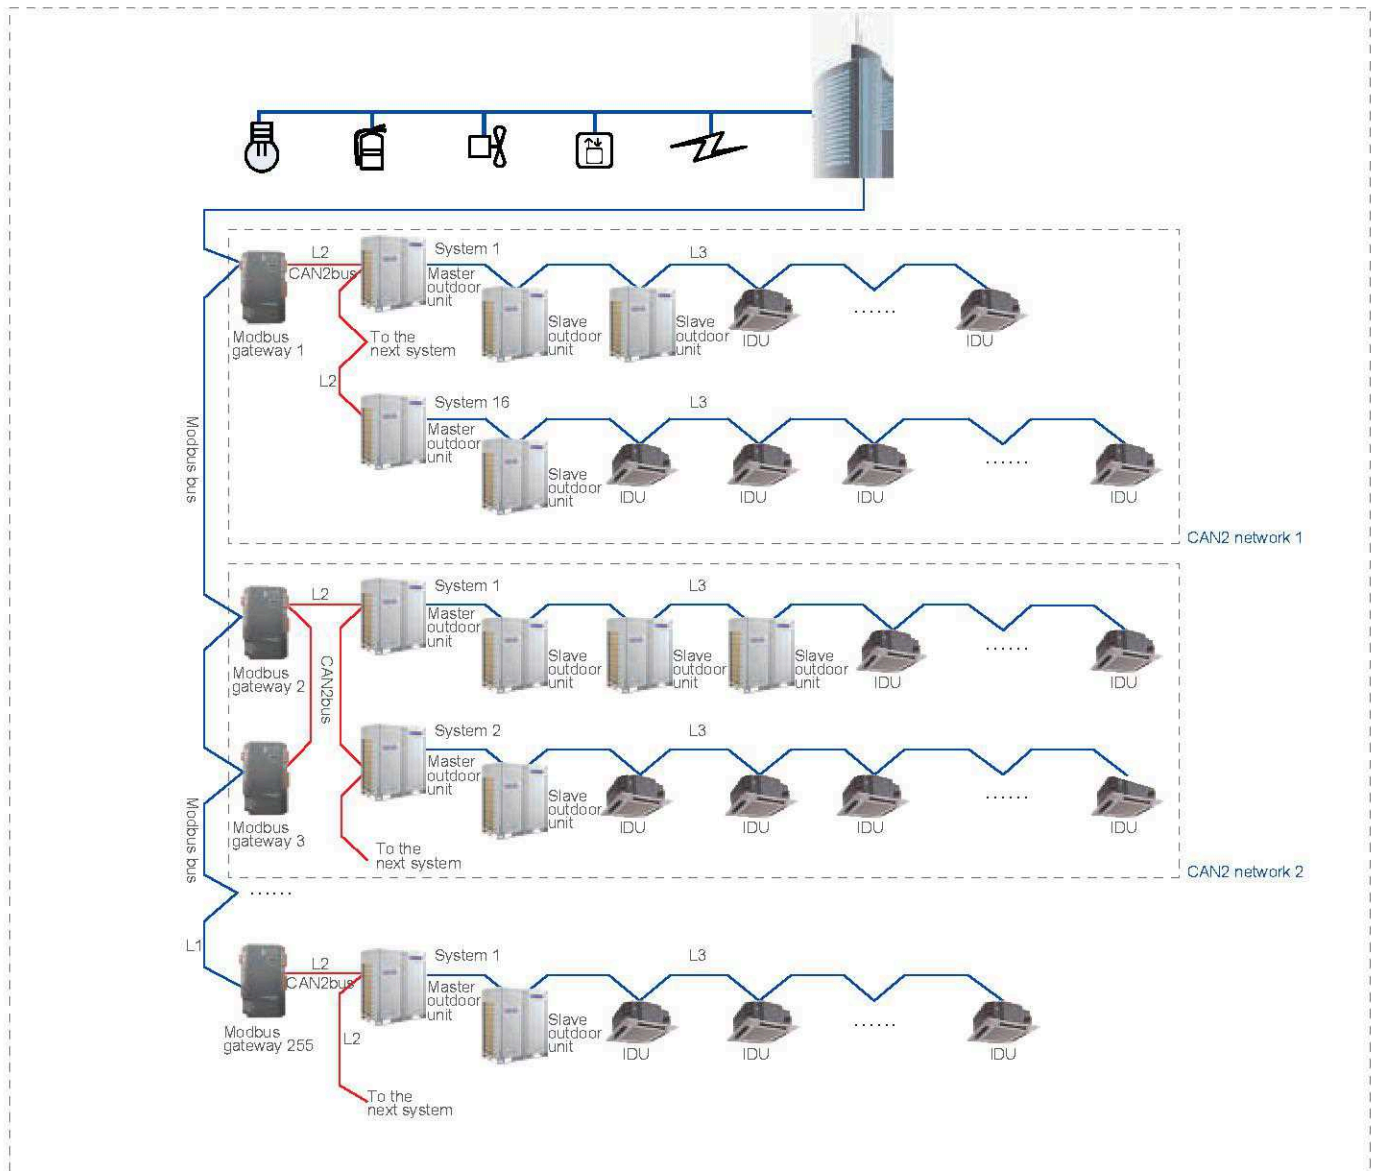 L2
CAN2bus
System 1
Master
outdoor
unit
L3
Slave
outdoor
unit
Slave
outdoor
unit
IDU
......
IDU
Modbus
gateway 1
To the
next system
L2
System 16
Master
outdoor
unit
L3
Slave
outdoor
unit
IDU
IDU
IDU
......
IDU
Modbus bus
CAN2 network 1
L2
System 1
Master
outdoor
unit
L3
Slave
outdoor
unit
Slave
outdoor
unit
Slave
outdoor
unit
IDU
......
IDU
Modbus
gateway 2
CAN2bus
System 2
Master
outdoor
unit
L3
Slave
outdoor
unit
IDU
IDU
IDU
......
IDU
Modbus
gateway 3
To the
next system
Modbus bus
CAN2 network 2
......
L1
L2
CAN2bus
System 1
Master
outdoor
unit
L3
Slave
outdoor
unit
IDU
IDU
......
IDU
Modbus
gateway 255
L2
To the
next system